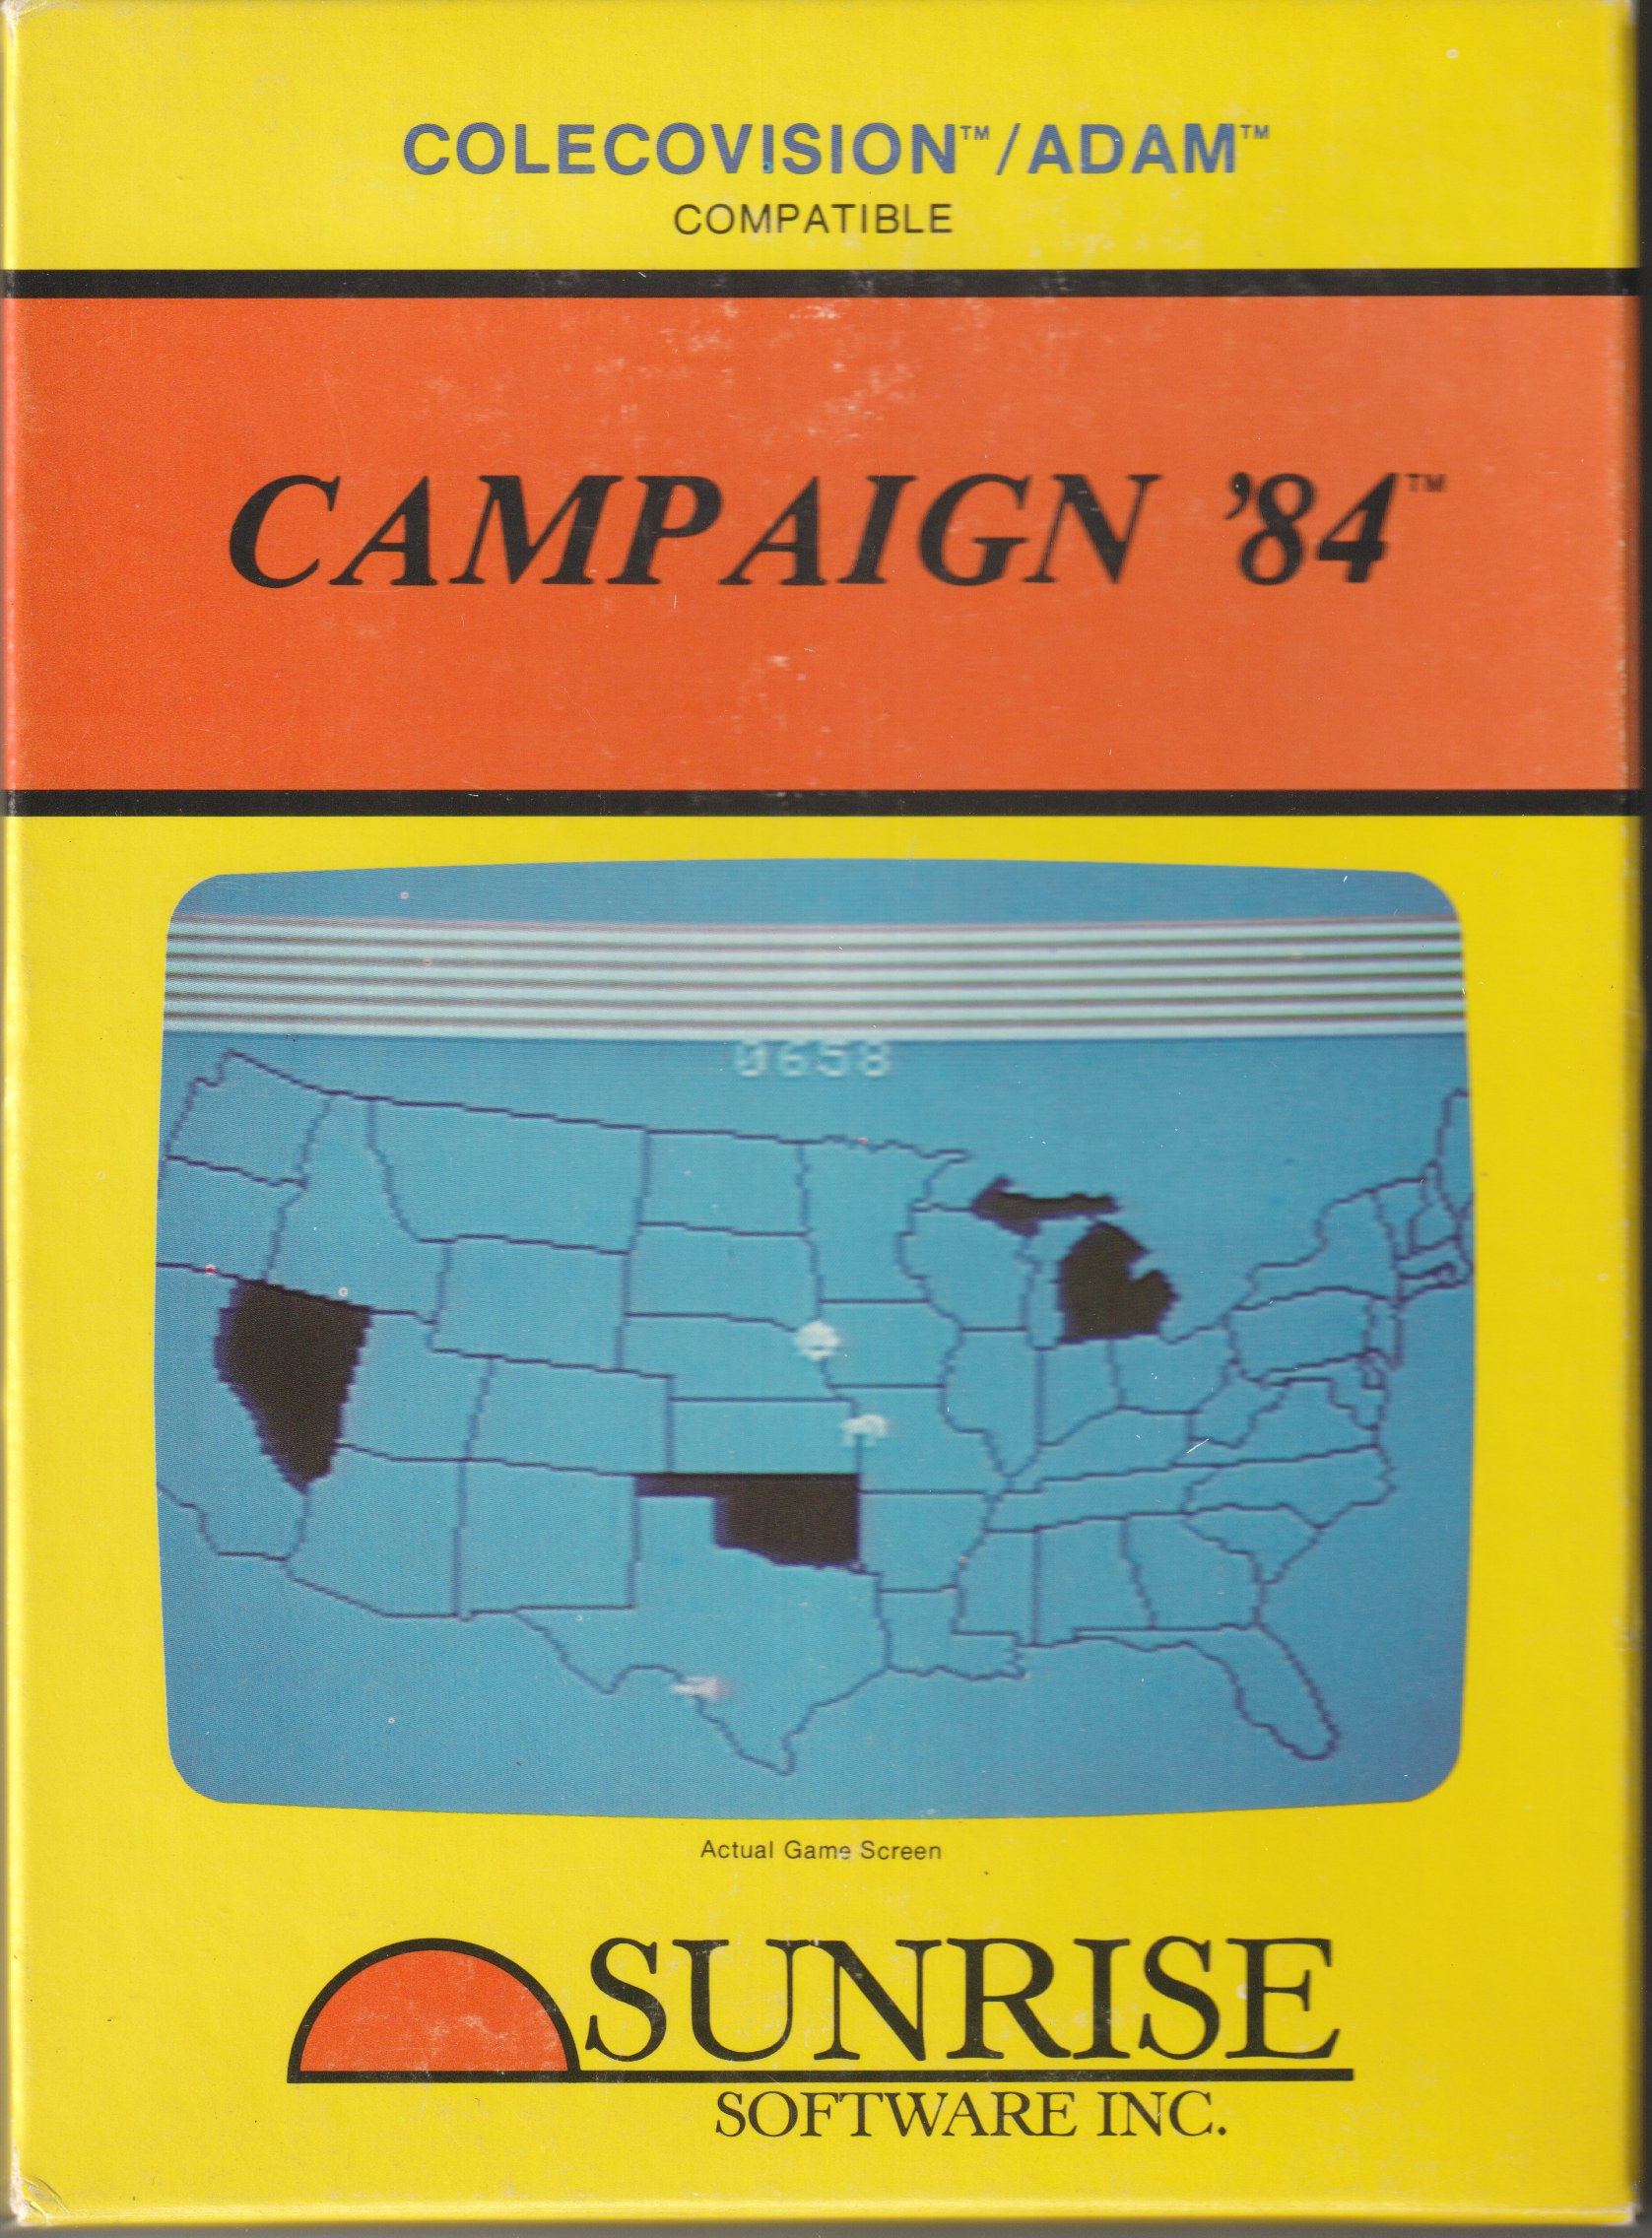 COLECOVISION™/ADAM™
COMPATIBLE
CAMPAIGN '84™
0658
Actual Game Screen
SUNRISE
SOFTWARE INC.